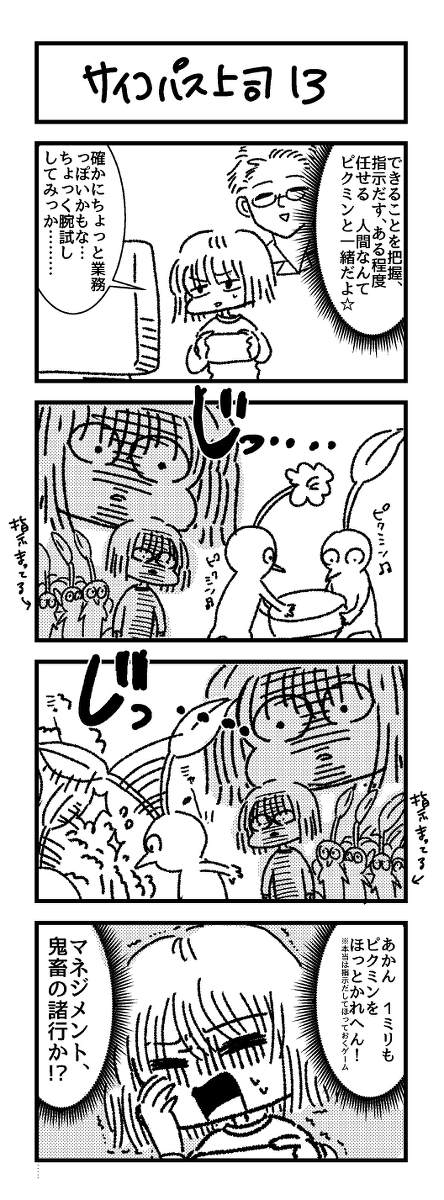 サイコパス上司13
できることを把握、
指示だす、ある程度
任せる 人間なんて
ピクミンと一緒だよ☆
確かにちょっと業務
っぽいかもな…
ちょっく腕試し
してみっか………
じっ・・・・
ピクミン♫
ピクミン♫
指示まってる
じっ・・・・
指示まってる
あかん 1ミリも
ピクミンを
ほっとかれへん！
※本当は指示だしてほっておくゲーム
マネジメント、
鬼畜の諸行か!?